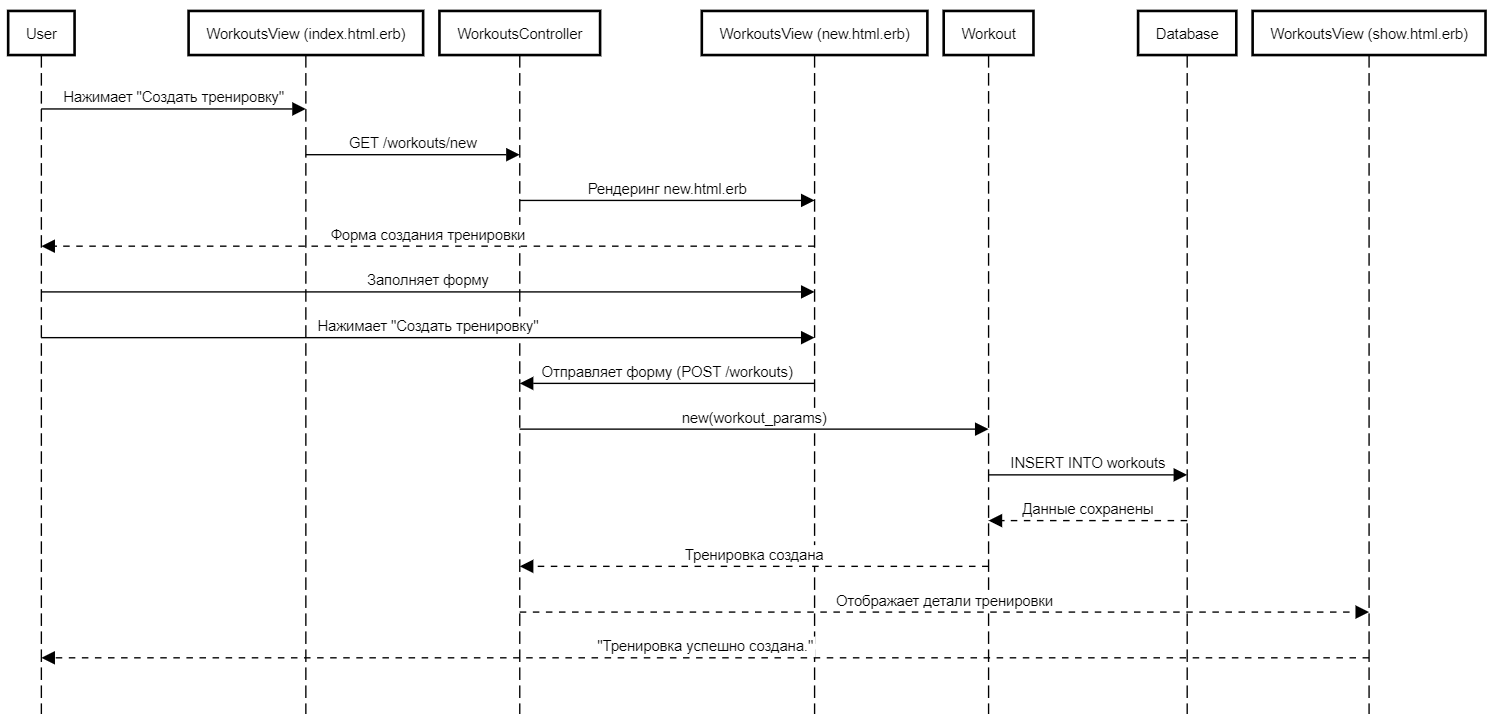 User
WorkoutsView (index.html.erb)
WorkoutsController
WorkoutsView (new.html.erb)
Workout
Database
WorkoutsView (show.html.erb)
Нажимает "Создать тренировку"
GET /workouts/new
Рендеринг new.html.erb
Форма создания тренировки
Заполняет форму
Нажимает "Создать тренировку"
Отправляет форму (POST /workouts)
new(workout_params)
INSERT INTO workouts
Данные сохранены
Тренировка создана
Отображает детали тренировки
"Тренировка успешно создана."